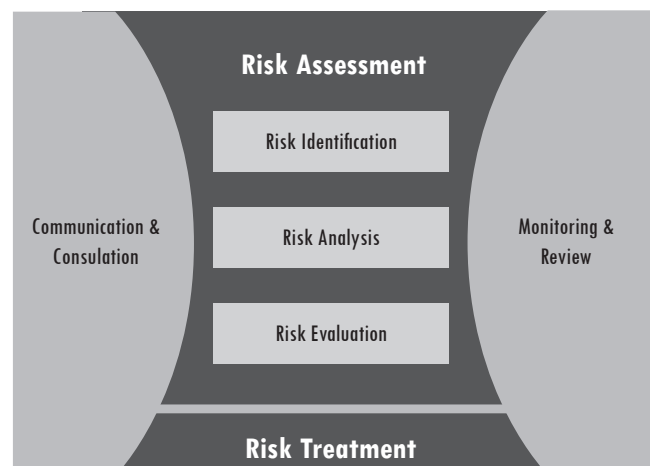 Risk Assessment
Risk Identification
Communication &
Consulation
Risk Analysis
Monitoring &
Review
Risk Evaluation
Risk Treatment